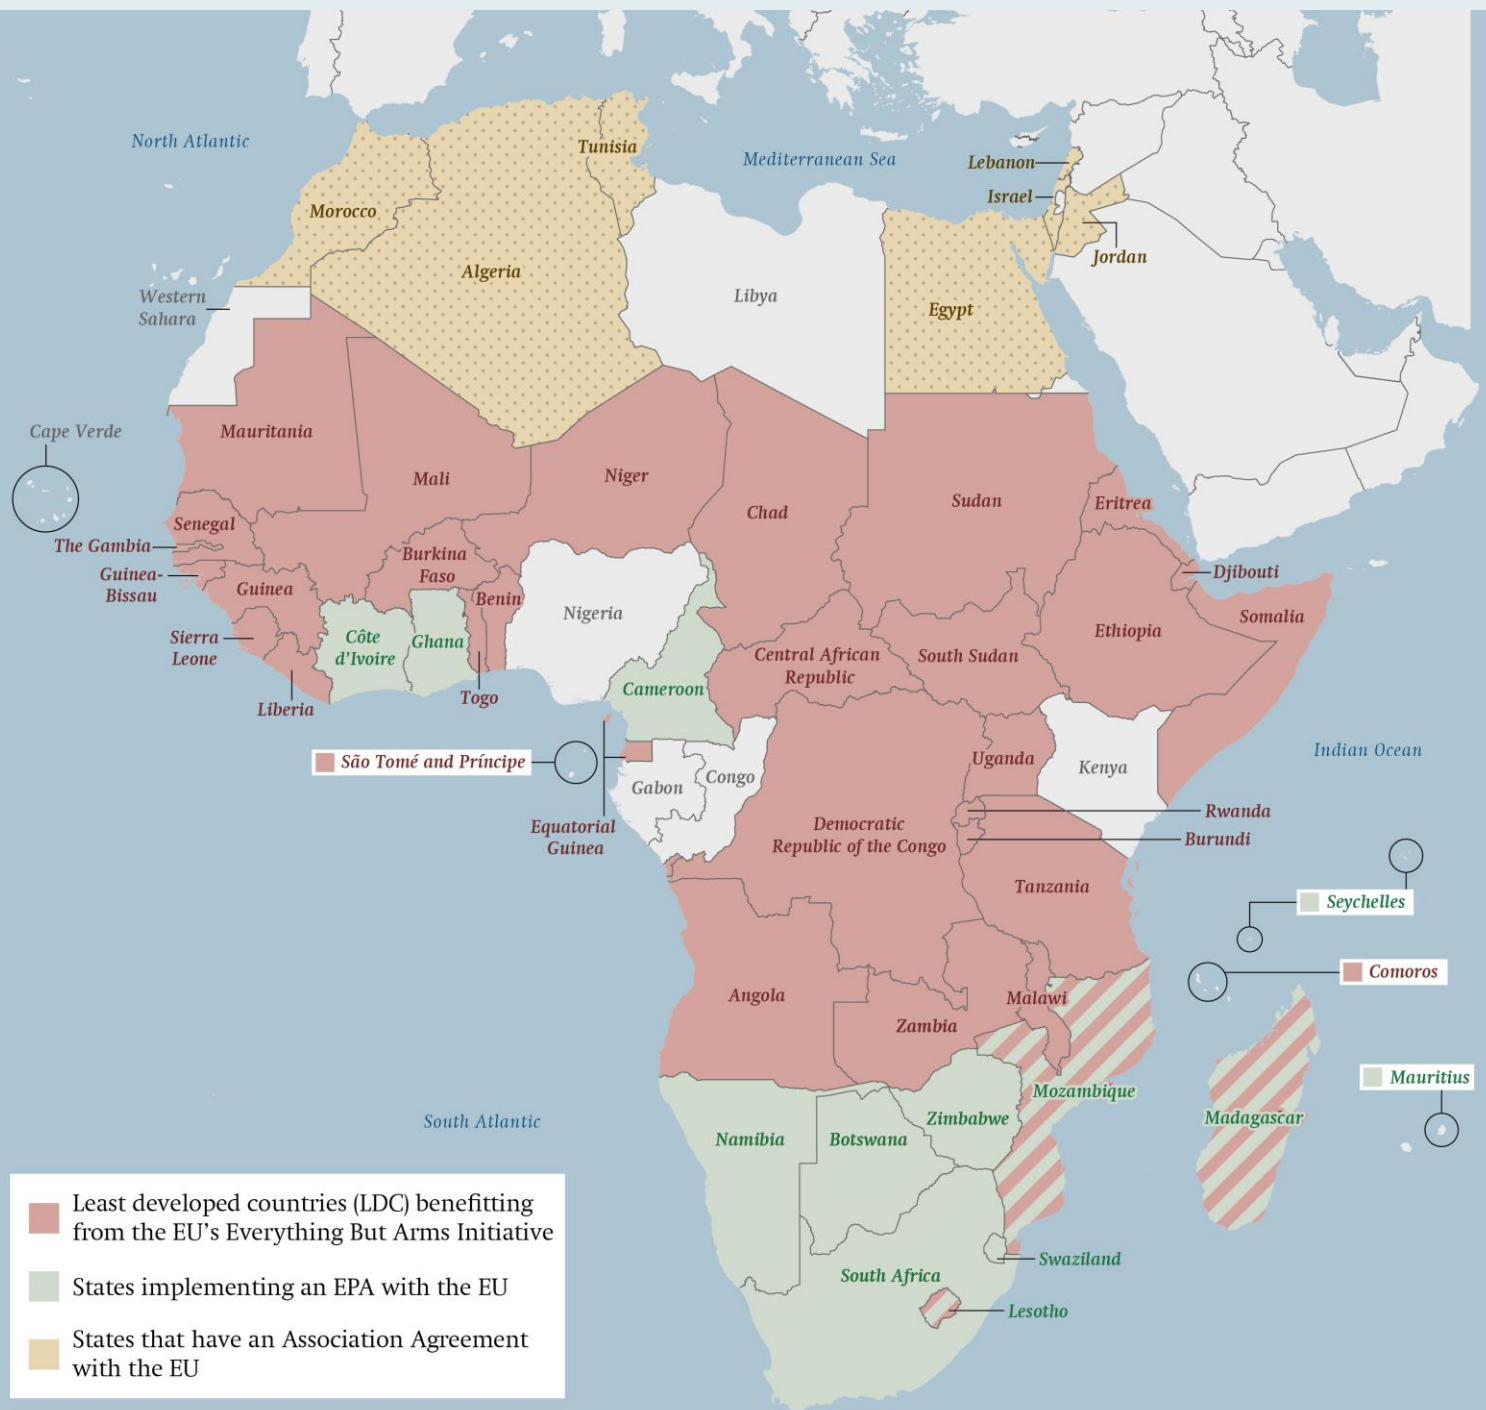 North Atlantic
Mediterranean Sea
Tunisia
Lebanon
Israel
Morocco
Jordan
Algeria
Western
Sahara
Libya
Egypt
Cape Verde
Mauritania
Mali
Niger
Chad
Sudan
Eritrea
Senegal
The Gambia
Guinea-
Bissau
Guinea
Burkina
Faso
Benin
Nigeria
Djibouti
Somalia
Ethiopia
Sierra
Leone
Côte
d'Ivoire
Ghana
Central African
Republic
South Sudan
Cameroon
Togo
Liberia
São Tomé and Príncipe
Gabon
Congo
Uganda
Kenya
Indian Ocean
Equatorial
Guinea
Democratic
Republic of the Congo
Rwanda
Burundi
Tanzania
Seychelles
Comoros
Angola
Malawi
Zambia
Mozambique
Mauritius
Madagascar
South Atlantic
Namibia
Botswana
Zimbabwe
Swaziland
South Africa
Lesotho
Least developed countries (LDC) benefitting
from the EU's Everything But Arms Initiative
States implementing an EPA with the EU
States that have an Association Agreement
with the EU